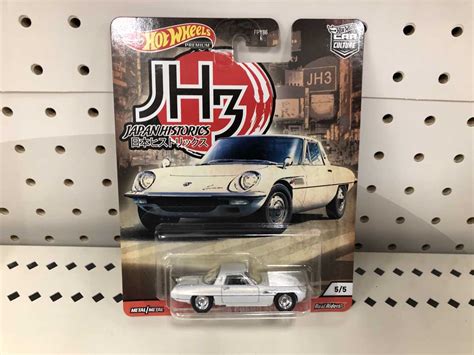 Hot Wheels
PREMIUM
CAR
CULTURE
JH3
JH3
JAPAN HISTORICS
日本ヒストリックス
METAL/METAL
Real Riders
5/5